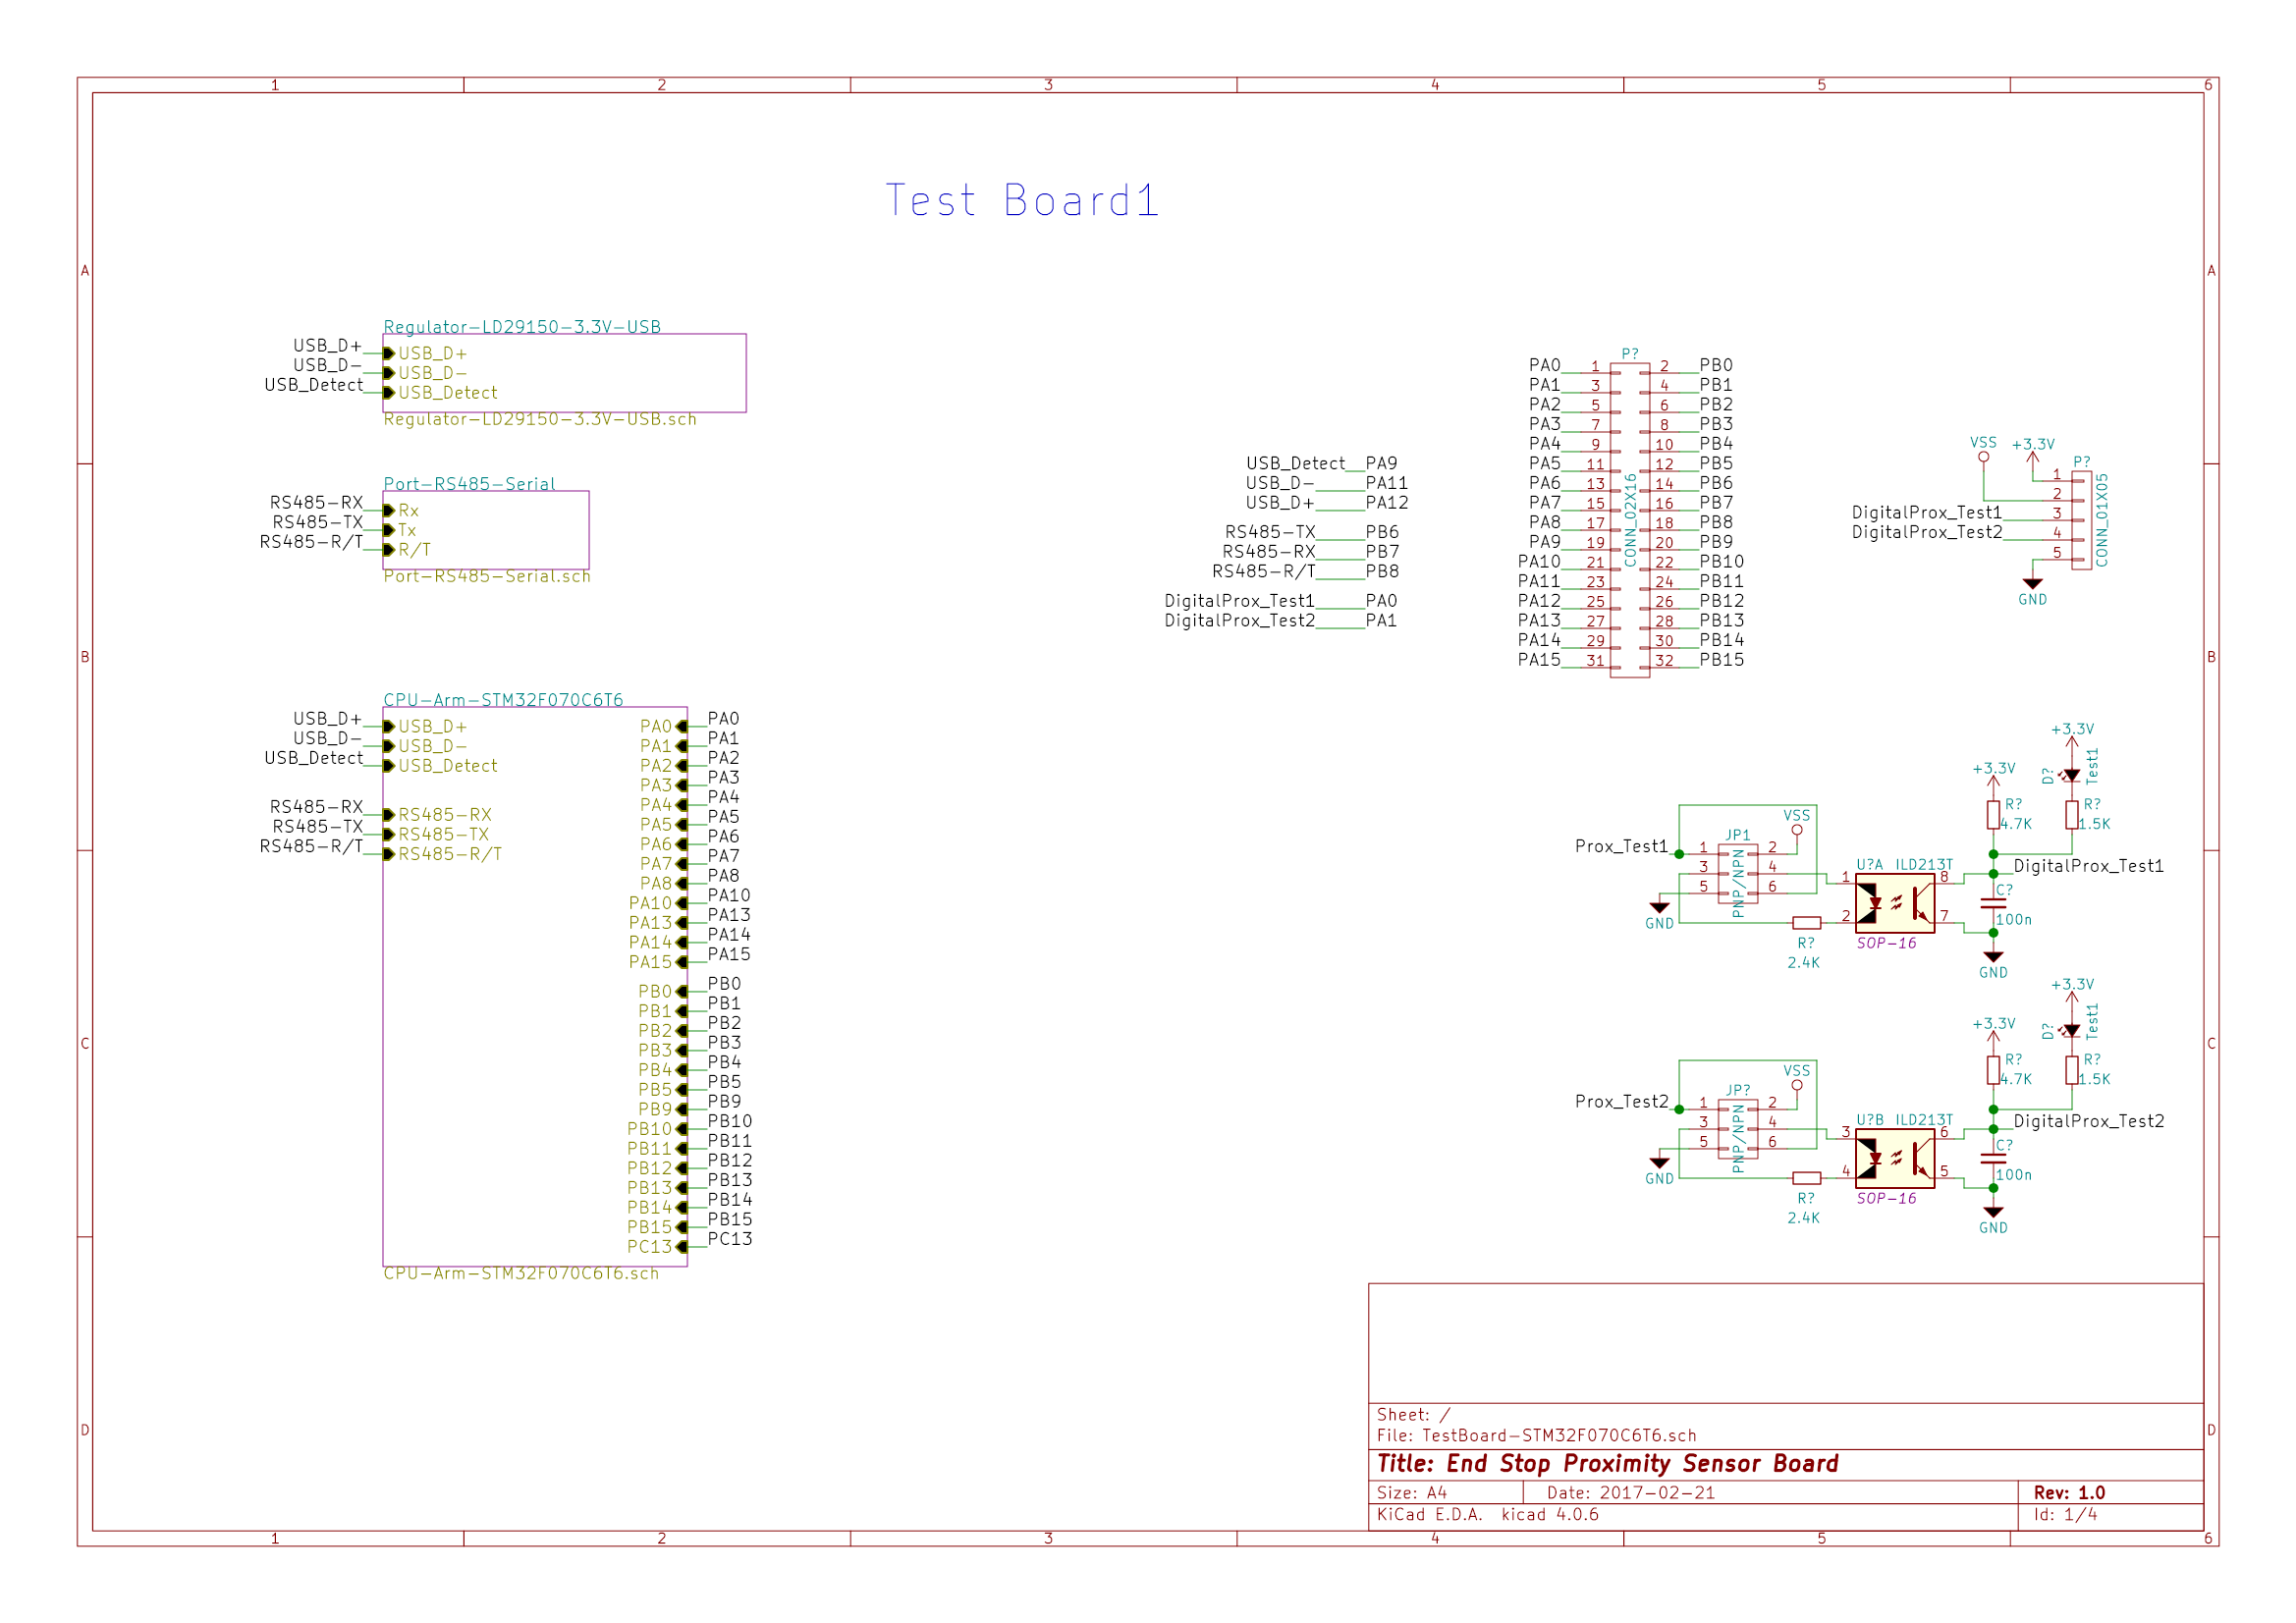 1 2 3 4 5 6
Test Board1
A A
Regulator-LD29150-3.3V-USB
USB_D+ USB_D+
USB_D- USB_D-
USB_Detect USB_Detect
Regulator-LD29150-3.3V-USB.sch
Port-RS485-Serial
RS485-RX Rx
RS485-TX Tx
RS485-R/T R/T
Port-RS485-Serial.sch
USB_Detect PA9
USB_D- PA11
USB_D+ PA12
RS485-TX PB6
RS485-RX PB7
RS485-R/T PB8
DigitalProx_Test1 PA0
DigitalProx_Test2 PA1
P?
CONN_02X16
PA0 1 2 PB0
PA1 3 4 PB1
PA2 5 6 PB2
PA3 7 8 PB3
PA4 9 10 PB4
PA5 11 12 PB5
PA6 13 14 PB6
PA7 15 16 PB7
PA8 17 18 PB8
PA9 19 20 PB9
PA10 21 22 PB10
PA11 23 24 PB11
PA12 25 26 PB12
PA13 27 28 PB13
PA14 29 30 PB14
PA15 31 32 PB15
VSS +3.3V P?
1
2
DigitalProx_Test1 3
DigitalProx_Test2 4
5
CONN_01X05
GND
B B
CPU-Arm-STM32F070C6T6
USB_D+ USB_D+
USB_D- USB_D-
USB_Detect USB_Detect
RS485-RX RS485-RX
RS485-TX RS485-TX
RS485-R/T RS485-R/T
PA0 PA0
PA1 PA1
PA2 PA2
PA3 PA3
PA4 PA4
PA5 PA5
PA6 PA6
PA7 PA7
PA8 PA8
PA10 PA10
PA13 PA13
PA14 PA14
PA15 PA15
PB0 PB0
PB1 PB1
PB2 PB2
PB3 PB3
PB4 PB4
PB5 PB5
PB9 PB9
PB10 PB10
PB11 PB11
PB12 PB12
PB13 PB13
PB14 PB14
PB15 PB15
PC13 PC13
CPU-Arm-STM32F070C6T6.sch
+3.3V
D? Test1
+3.3V
R? R?
4.7K 1.5K
VSS
JP1
Prox_Test1 1 2
3 4
5 6
PNP/NPN
GND
R?
2.4K
U?A ILD213T
1 8
2 7
SOP-16
DigitalProx_Test1
C?
100n
GND
C C
+3.3V
D? Test1
+3.3V
R? R?
4.7K 1.5K
VSS
JP?
Prox_Test2 1 2
3 4
5 6
PNP/NPN
GND
R?
2.4K
U?B ILD213T
3 6
4 5
SOP-16
DigitalProx_Test2
C?
100n
GND
D D
Sheet: /
File: TestBoard-STM32F070C6T6.sch
Title: End Stop Proximity Sensor Board
Size: A4 Date: 2017-02-21 Rev: 1.0
KiCad E.D.A. kicad 4.0.6 Id: 1/4
1 2 3 4 5 6